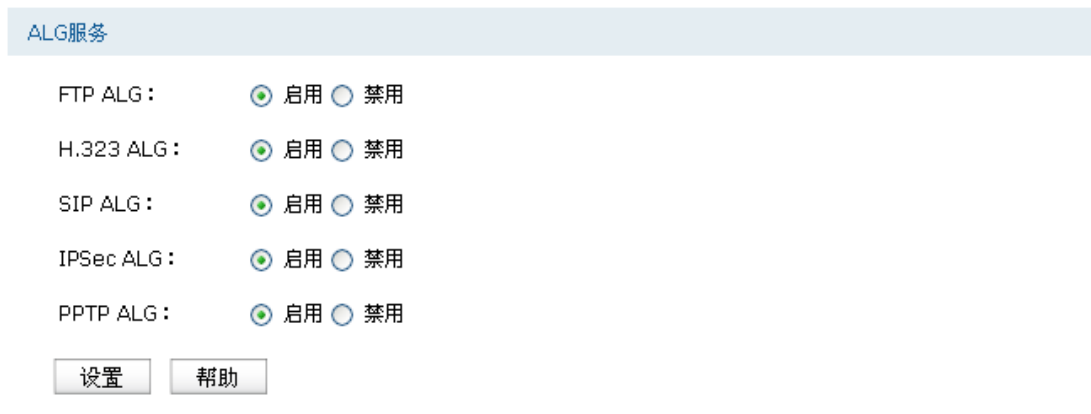 ALG服务
FTP ALG： 启用 禁用
H.323 ALG： 启用 禁用
SIP ALG： 启用 禁用
IPSec ALG： 启用 禁用
PPTP ALG： 启用 禁用
设置 帮助